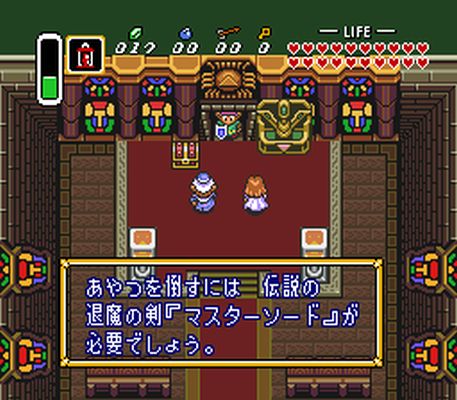 — LIFE —
017 00 00
あやつを倒すには 伝説の
退魔の剣『マスターソード』が
必要でしょう。